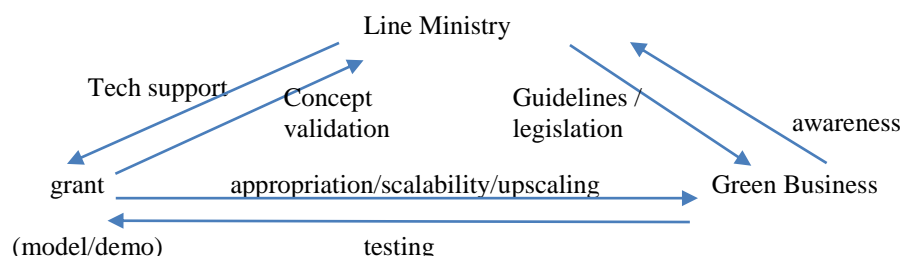 Line Ministry
Tech support
Concept
validation
Guidelines /
legislation
awareness
grant
appropriation/scalability/upscaling
Green Business
(model/demo)
testing